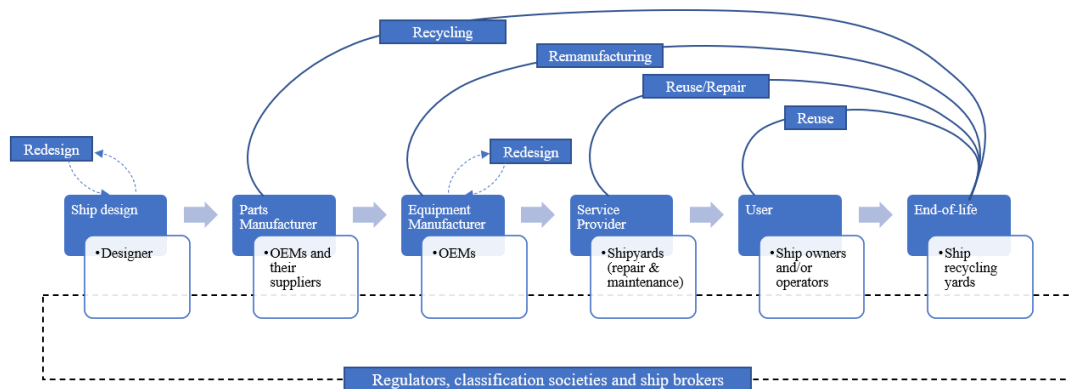 Recycling
Remanufacturing
Reuse/Repair
Reuse
Redesign
Redesign
Ship design
Parts
Manufacturer
Equipment
Manufacturer
Service
Provider
User
End-of-life
•Designer
•OEMs and
their
suppliers
•OEMs
•Shipyards
(repair &
maintenance)
•Ship owners
and/or
operators
•Ship
recycling
yards
Regulators, classification societies and ship brokers